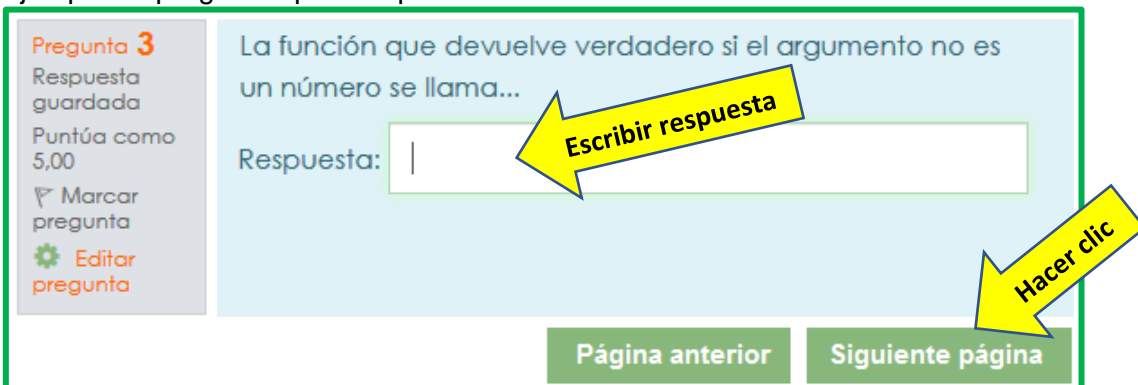 Pregunta 3
Respuesta
guardada
Puntúa como
5,00
Marcar
pregunta
Editar
pregunta
La función que devuelve verdadero si el argumento no es
un número se llama...
Respuesta:
Escribir respuesta
Hacer clic
Página anterior
Siguiente página